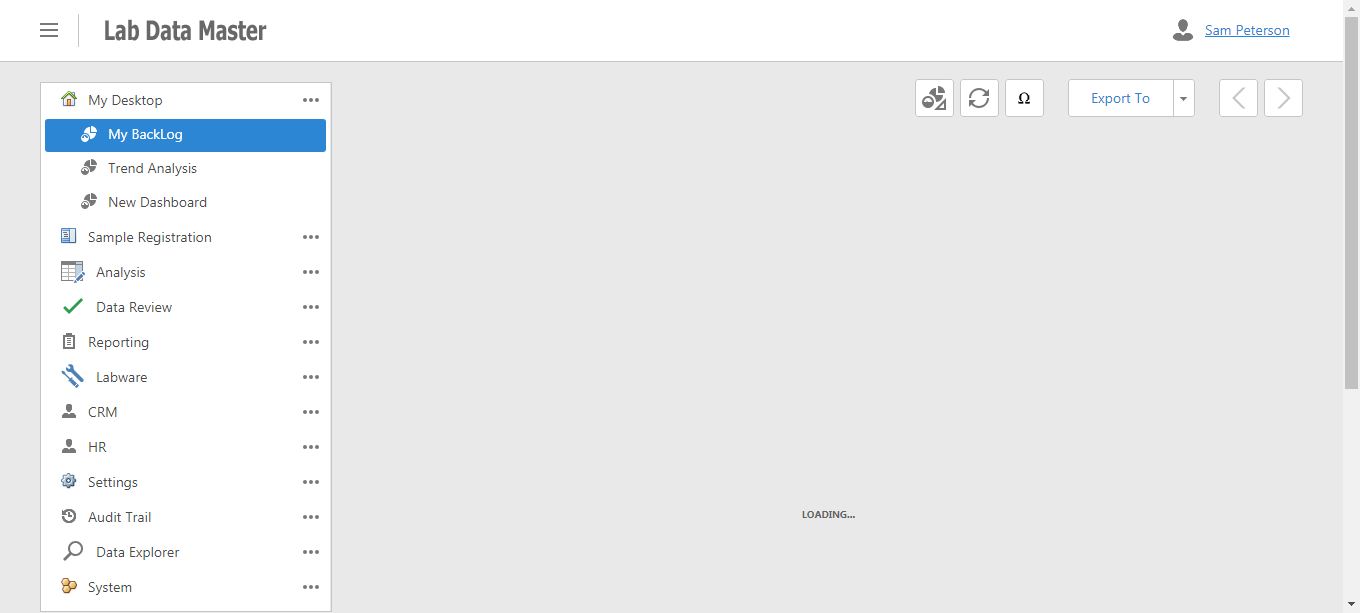 Lab Data Master
Sam Peterson
My Desktop
My BackLog
Trend Analysis
New Dashboard
Sample Registration
Analysis
Data Review
Reporting
Labware
CRM
HR
Settings
Audit Trail
Data Explorer
System
Ω
Export To
LOADING...